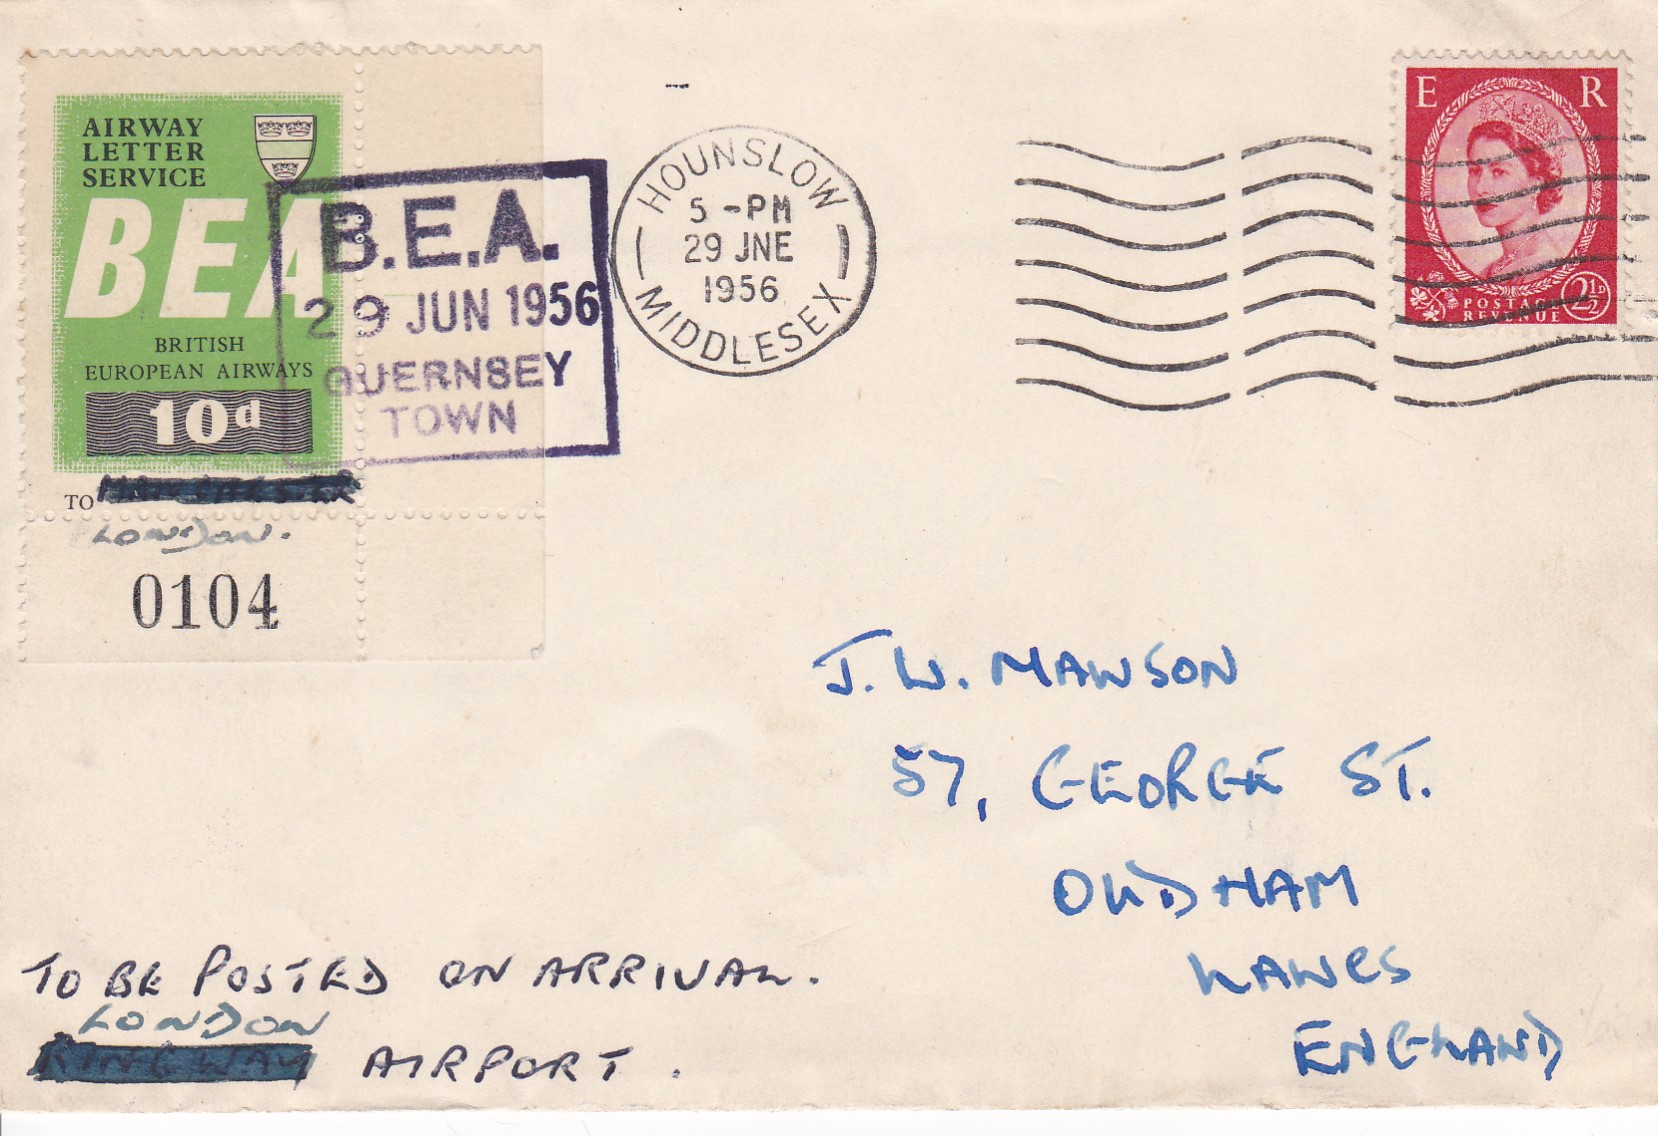 AIRWAY
LETTER
SERVICE
BEA
BRITISH
EUROPEAN AIRWAYS
10d
TO MANCHESTER
LONDON.
0104
B.E.A.
29 JUN 1956
GUERNSEY
TOWN
HOUNSLOW
5 - PM
29 JNE
1956
MIDDLESEX
E R
POSTAGE
REVENUE
2½D
J. W. MAWSON
57, GEORGE ST.
OLDHAM
LANCS
ENGLAND
TO BE POSTED ON ARRIVAL.
LONDON
KINGWAY AIRPORT.